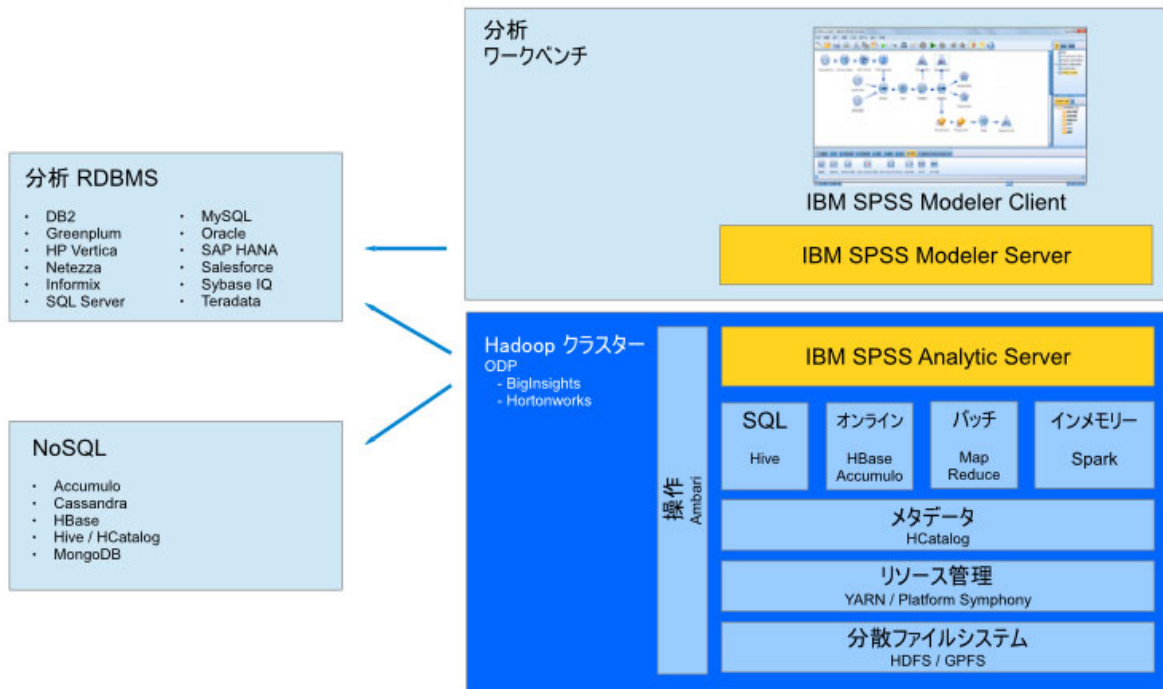 分析
ワークベンチ
IBM SPSS Modeler Client
IBM SPSS Modeler Server
分析 RDBMS
・ DB2
・ Greenplum
・ HP Vertica
・ Netezza
・ Informix
・ SQL Server
・ MySQL
・ Oracle
・ SAP HANA
・ Salesforce
・ Sybase IQ
・ Teradata
NoSQL
・ Accumulo
・ Cassandra
・ HBase
・ Hive / HCatalog
・ MongoDB
Hadoop クラスター
ODP
- BigInsights
- Hortonworks
操作
Ambari
IBM SPSS Analytic Server
SQL
Hive
オンライン
HBase
Accumulo
バッチ
Map
Reduce
インメモリー
Spark
メタデータ
HCatalog
リソース管理
YARN / Platform Symphony
分散ファイルシステム
HDFS / GPFS